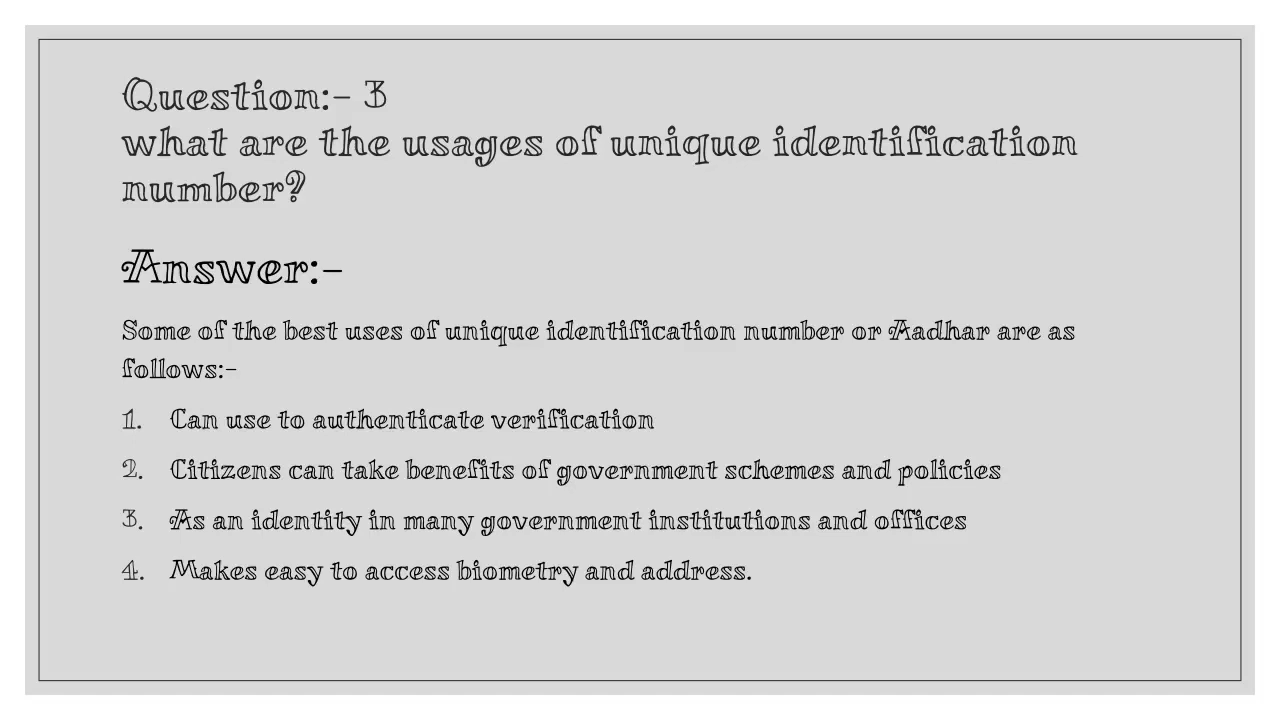 Question:- 3
what are the usages of unique identification
number?
Answer:-
Some of the best uses of unique identification number or Aadhar are as
follows:-
1. Can use to authenticate verification
2. Citizens can take benefits of government schemes and policies
3. As an identity in many government institutions and offices
4. Makes easy to access biometry and address.